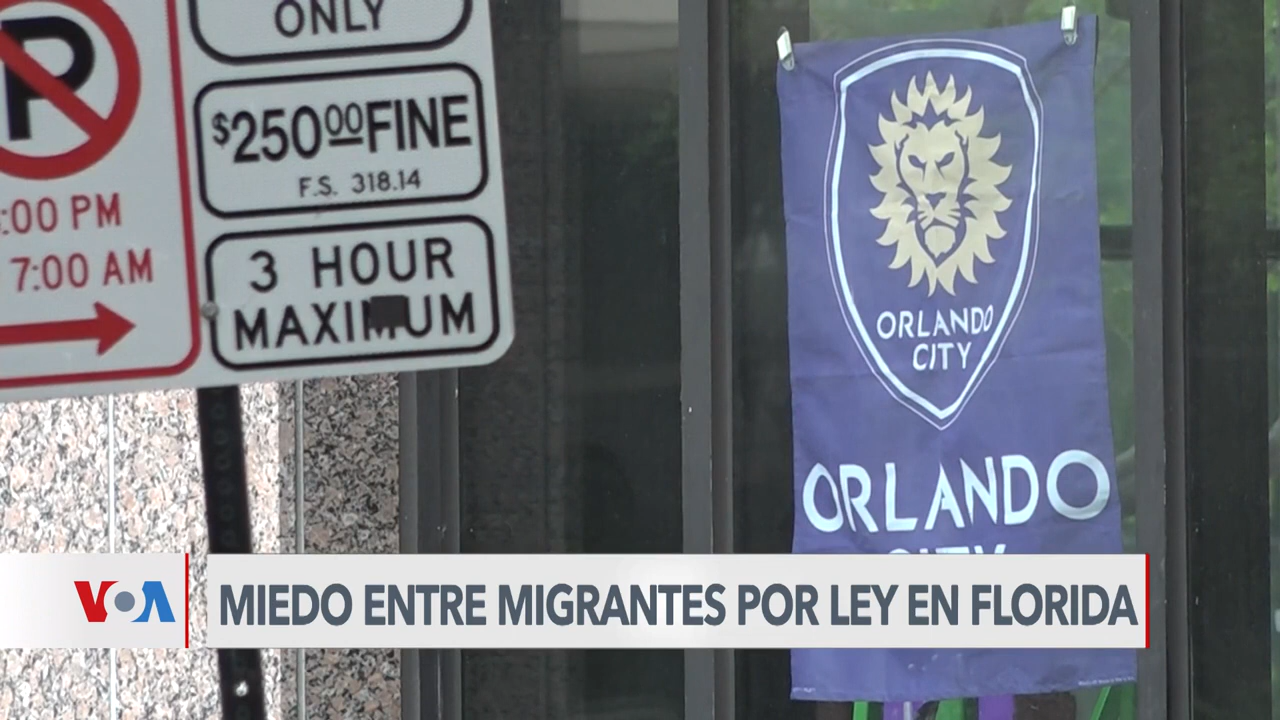 P
:00 PM
7:00 AM
ONLY
$250.00 FINE
F.S. 318.14
3 HOUR
MAXIMUM
ORLANDO
CITY
ORLANDO
CITY
VOA
MIEDO ENTRE MIGRANTES POR LEY EN FLORIDA